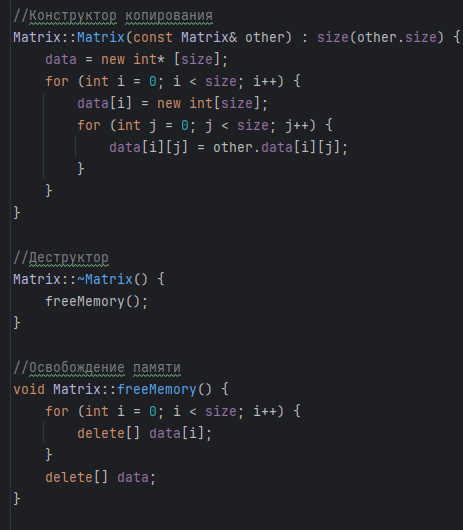 //Конструктор копирования
Matrix::Matrix(const Matrix& other) : size(other.size) {
    data = new int* [size];
    for (int i = 0; i < size; i++) {
        data[i] = new int[size];
        for (int j = 0; j < size; j++) {
            data[i][j] = other.data[i][j];
        }
    }
}

//Деструктор
Matrix::~Matrix() {
    freeMemory();
}

//Освобождение памяти
void Matrix::freeMemory() {
    for (int i = 0; i < size; i++) {
        delete[] data[i];
    }
    delete[] data;
}